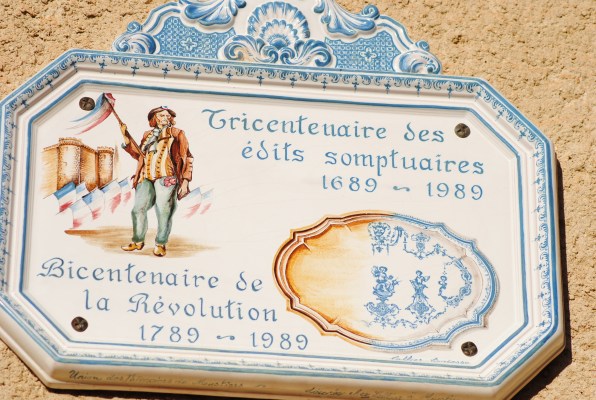 Tricentenaire des
édits somptuaires
1689 ~ 1989
Bicentenaire de
la Révolution
1789 ~ 1989